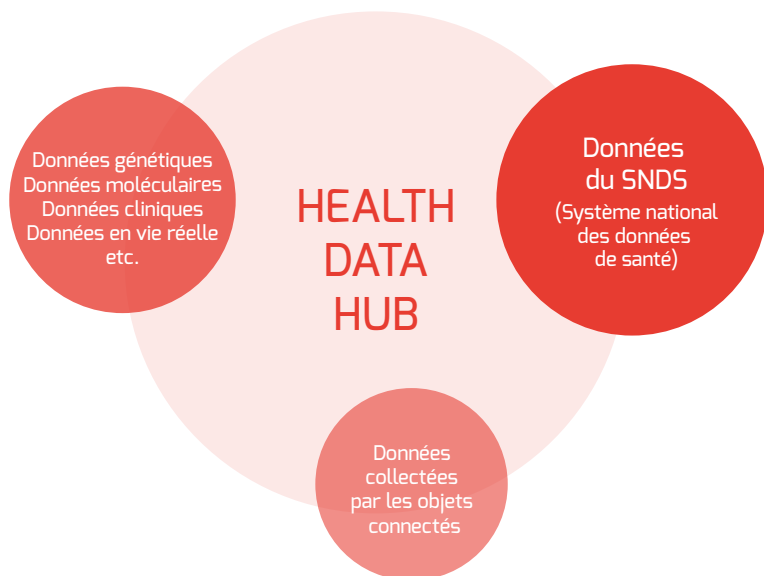 Données génétiques
Données moléculaires
Données cliniques
Données en vie réelle
etc.
HEALTH
DATA
HUB
Données
du SNDS
(Système national
des données
de santé)
Données
collectées
par les objets
connectés